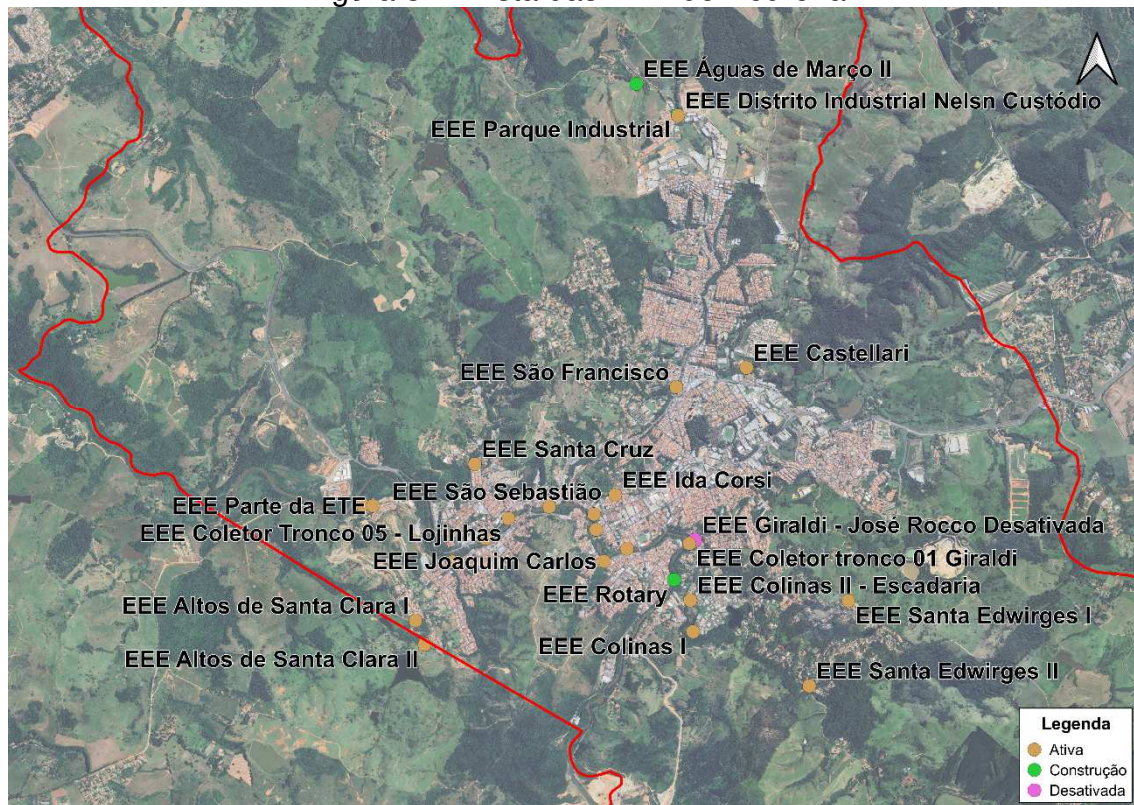 EEE Águas de Março II
EEE Distrito Industrial Nelsn Custódio
EEE Parque Industrial
EEE Castellari
EEE São Francisco
EEE Santa Cruz
EEE Ida Corsi
EEE São Sebastião
EEE Parte da ETE
EEE Giraldi - José Rocco Desativada
EEE Coletor Tronco 05 - Lojinhas
EEE Coletor tronco 01 Giraldi
EEE Joaquim Carlos
EEE Colinas II - Escadaria
EEE Rotary
EEE Altos de Santa Clara I
EEE Santa Edwirges I
EEE Colinas I
EEE Altos de Santa Clara II
EEE Santa Edwirges II
Legenda
Ativa
Construção
Desativada